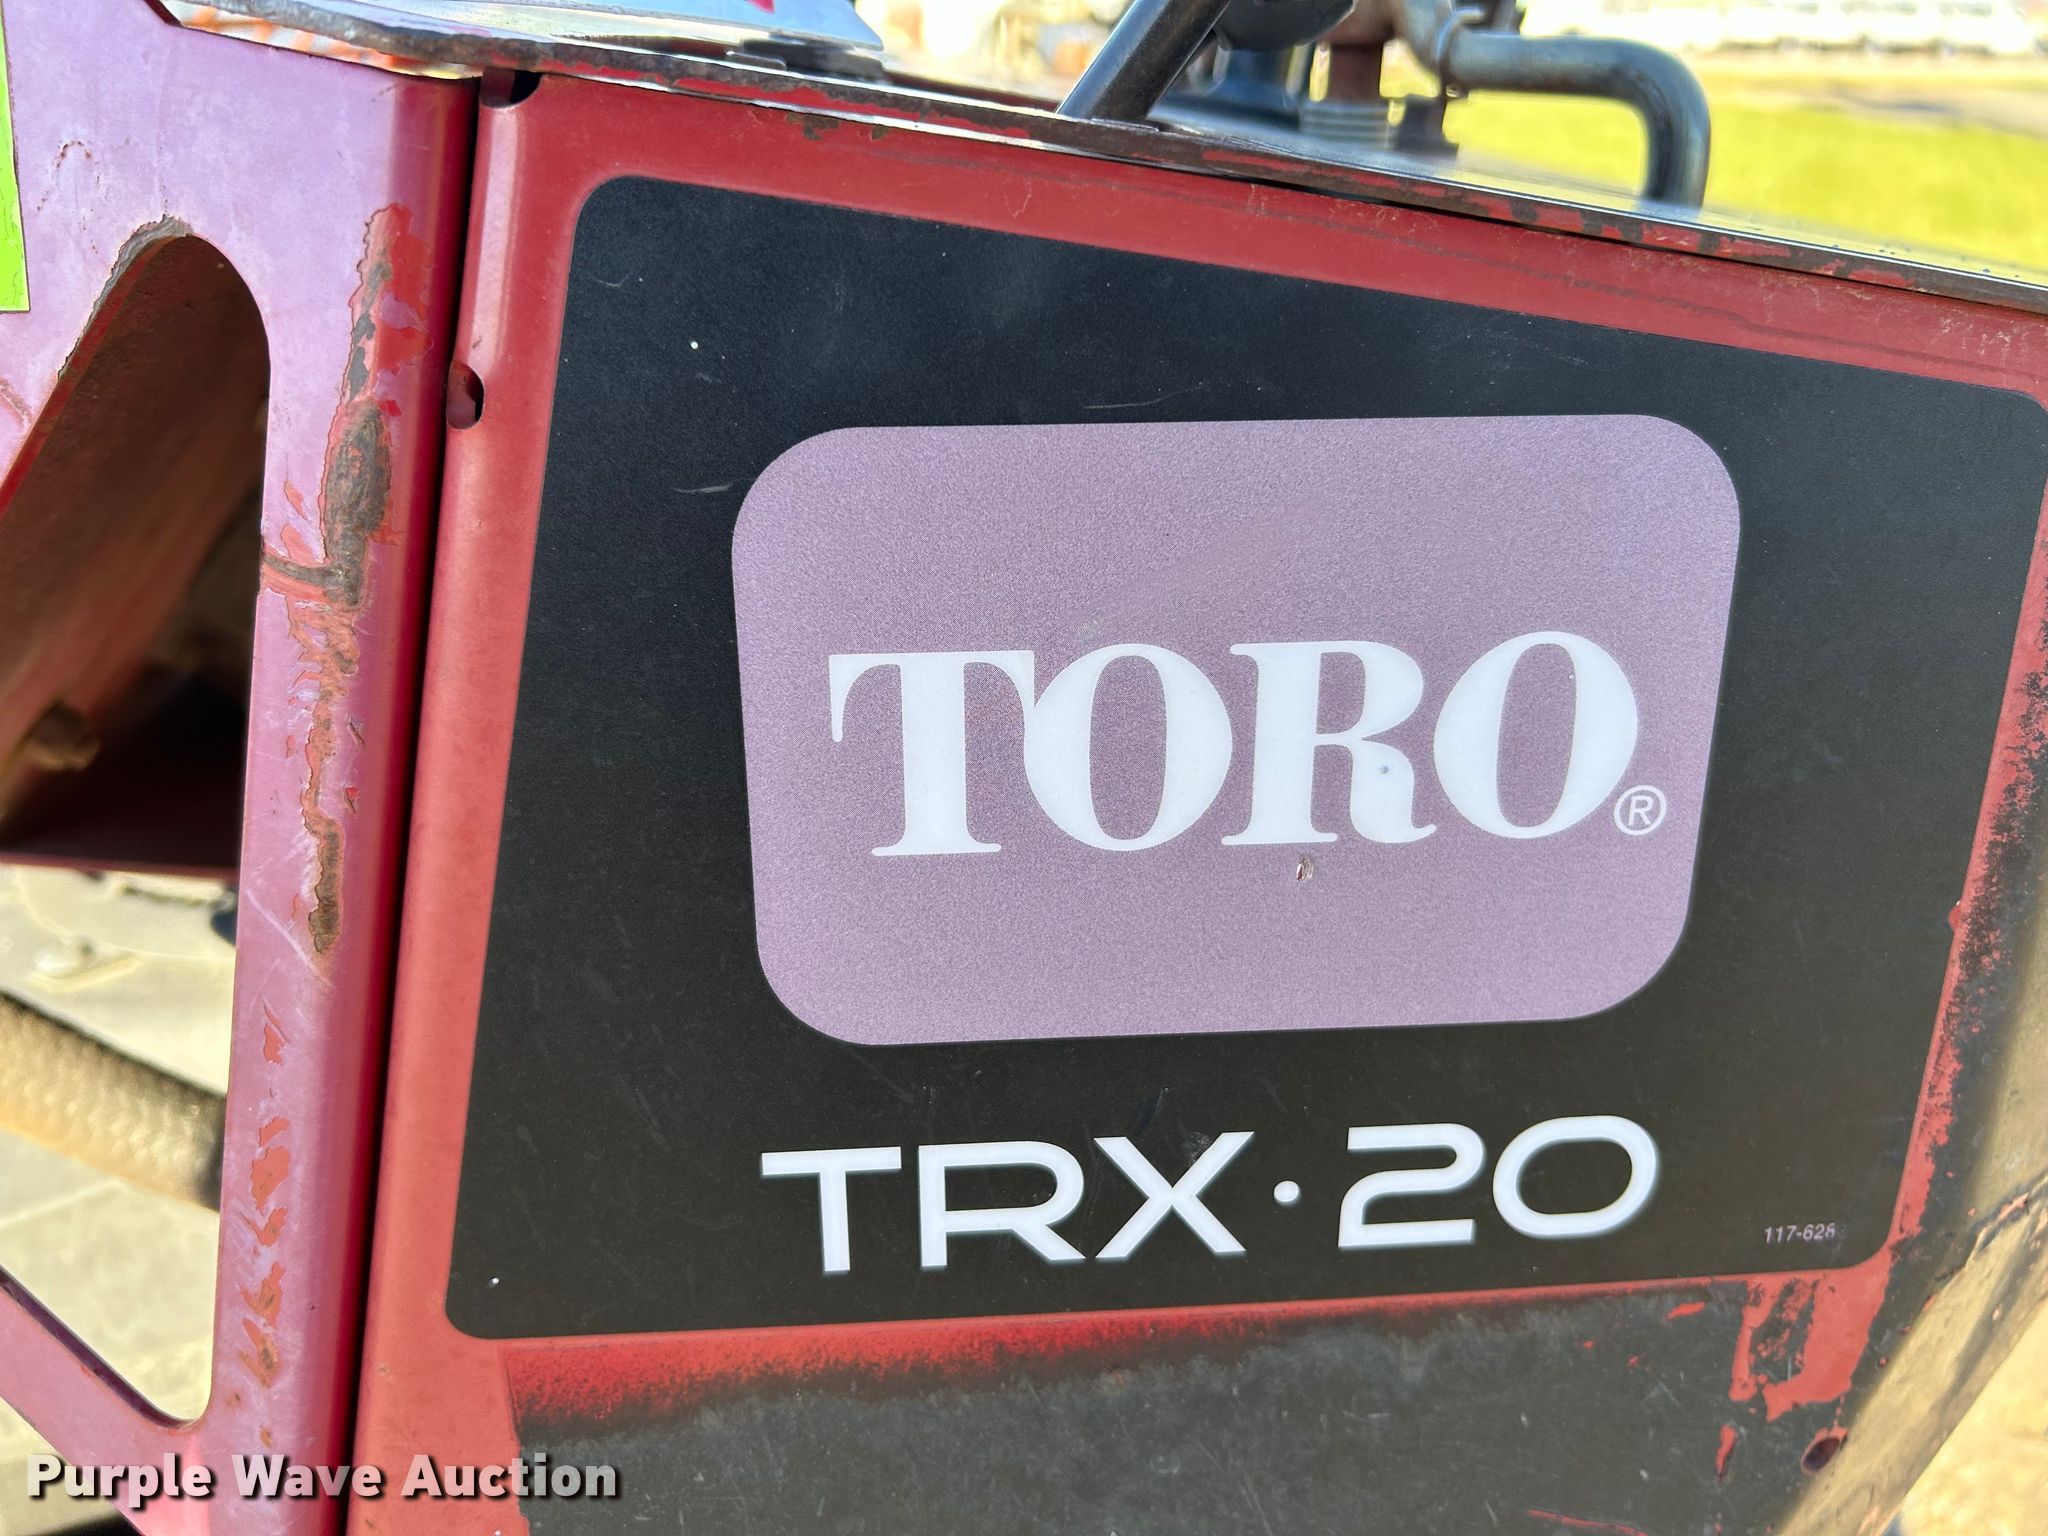 TORO®
TRX·20
Purple Wave Auction